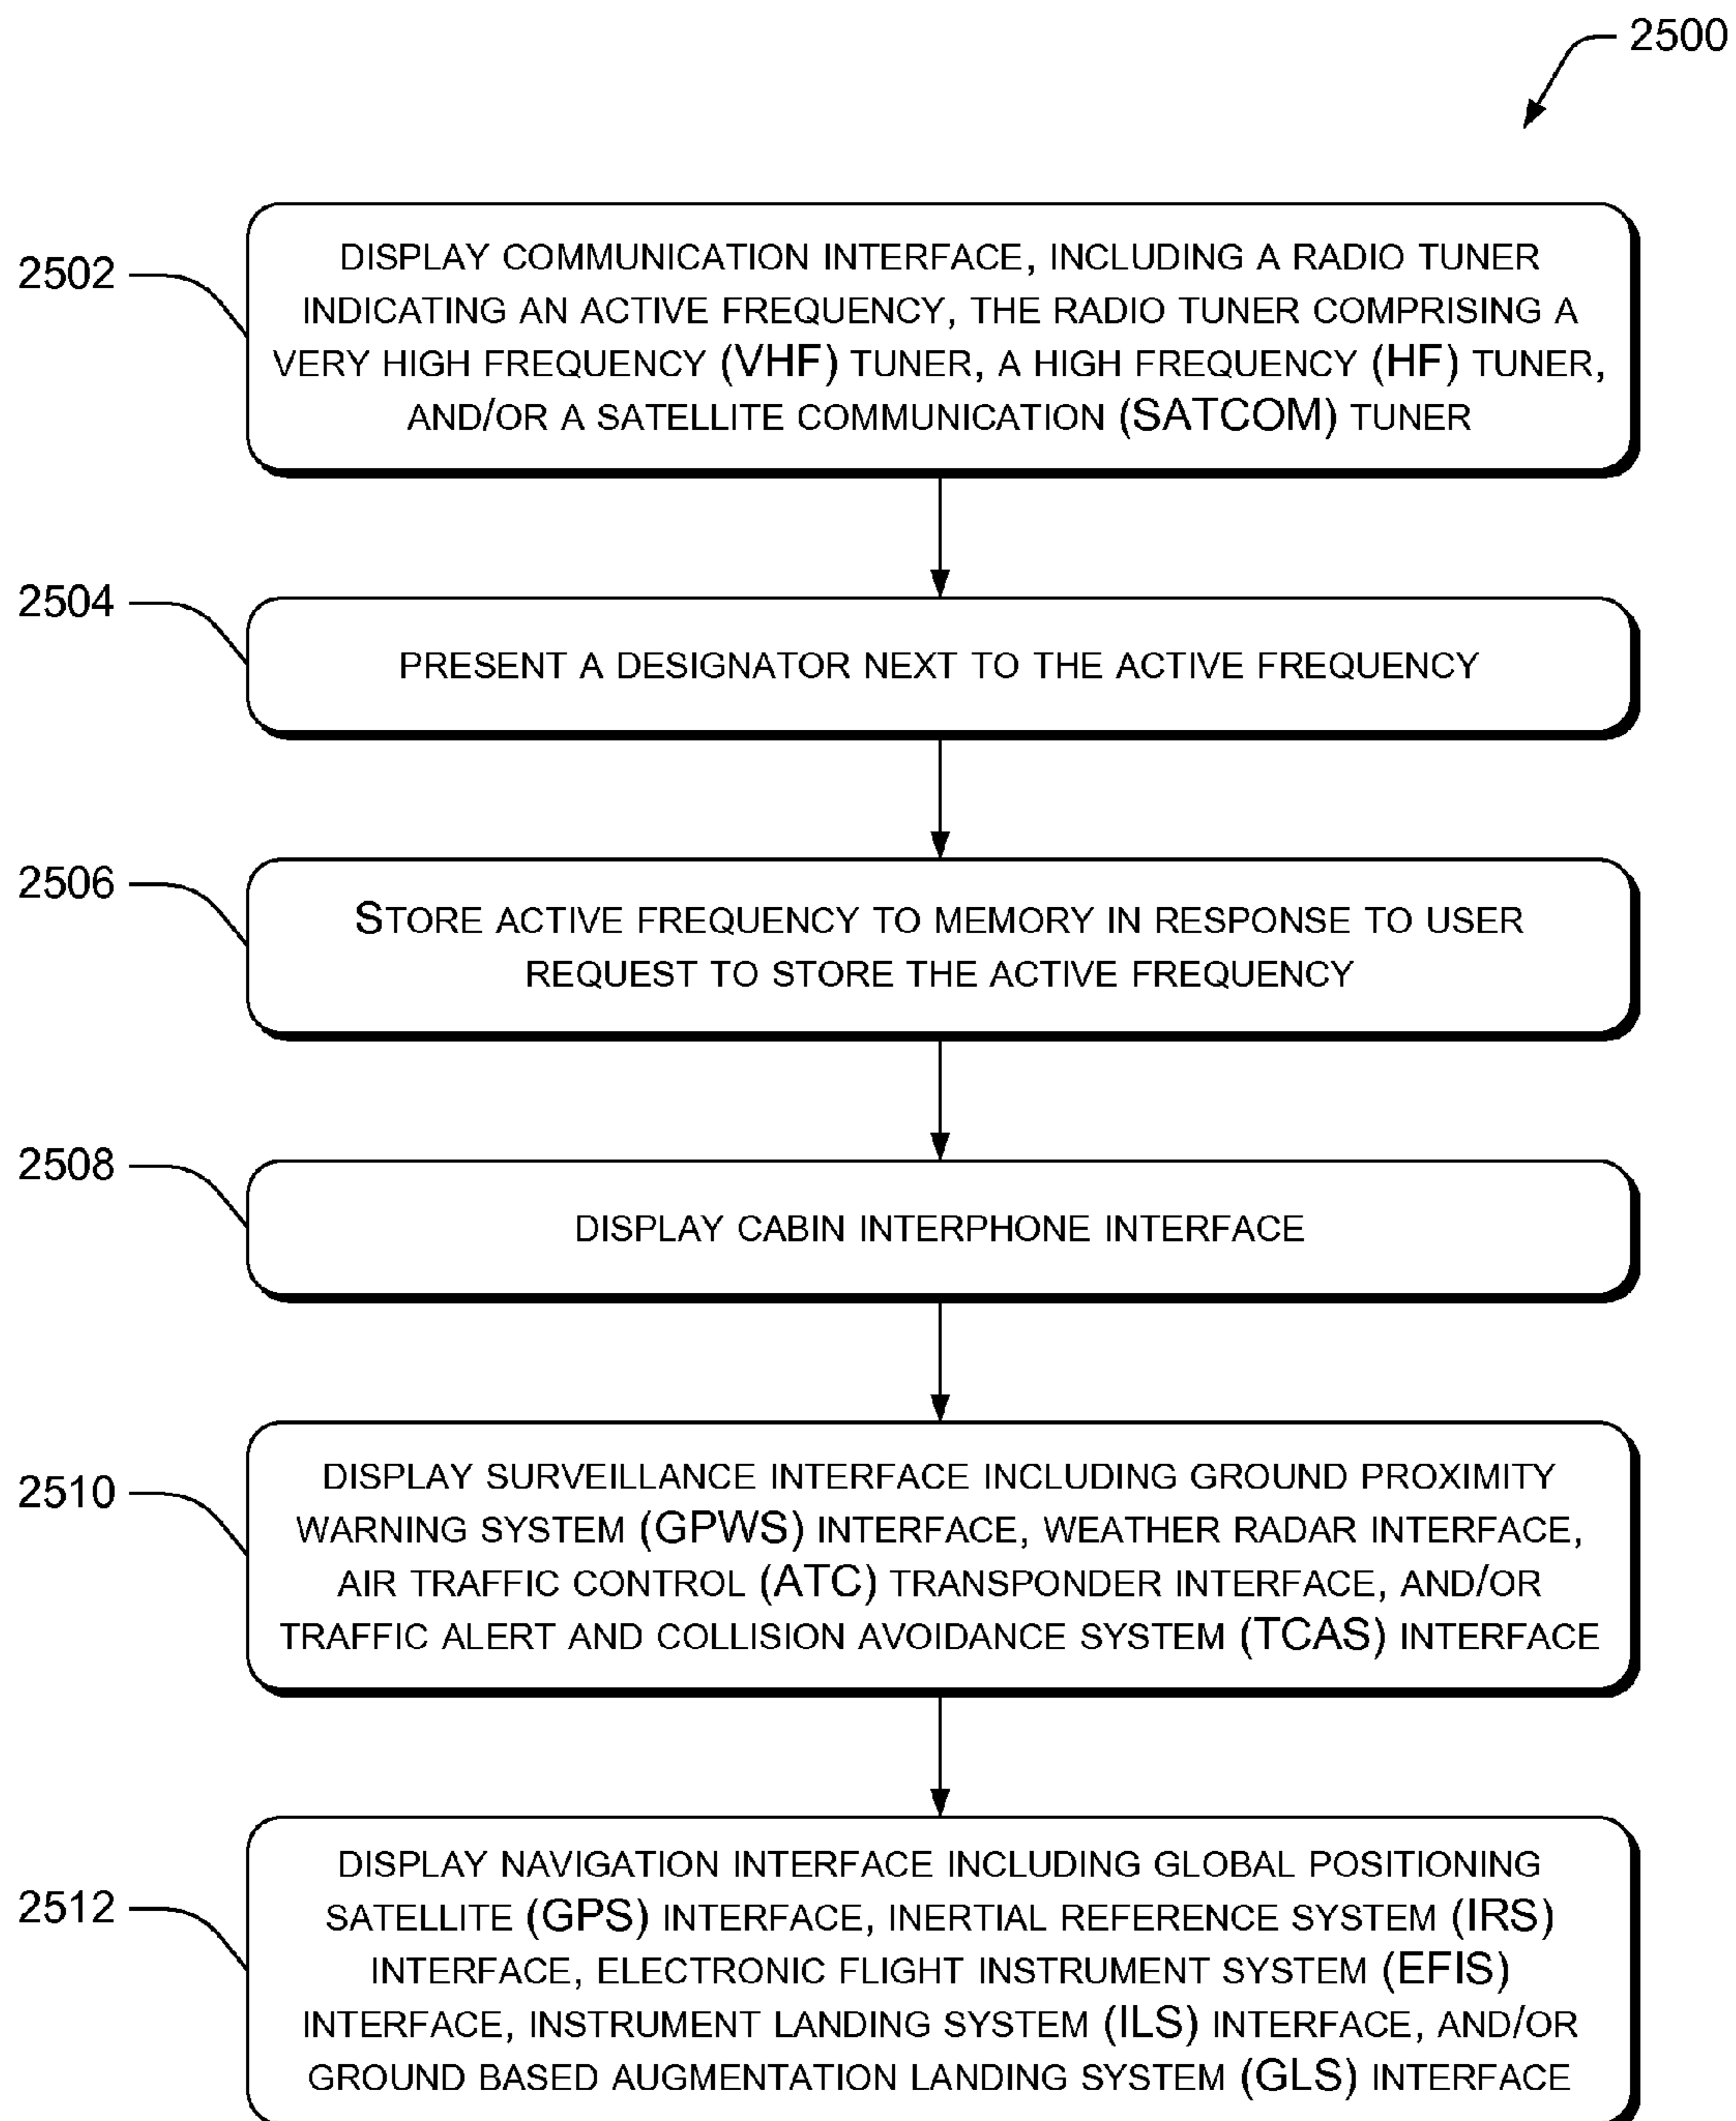 2500
2502
DISPLAY COMMUNICATION INTERFACE, INCLUDING A RADIO TUNER
INDICATING AN ACTIVE FREQUENCY, THE RADIO TUNER COMPRISING A
VERY HIGH FREQUENCY (VHF) TUNER, A HIGH FREQUENCY (HF) TUNER,
AND/OR A SATELLITE COMMUNICATION (SATCOM) TUNER
2504
PRESENT A DESIGNATOR NEXT TO THE ACTIVE FREQUENCY
2506
STORE ACTIVE FREQUENCY TO MEMORY IN RESPONSE TO USER
REQUEST TO STORE THE ACTIVE FREQUENCY
2508
DISPLAY CABIN INTERPHONE INTERFACE
2510
DISPLAY SURVEILLANCE INTERFACE INCLUDING GROUND PROXIMITY
WARNING SYSTEM (GPWS) INTERFACE, WEATHER RADAR INTERFACE,
AIR TRAFFIC CONTROL (ATC) TRANSPONDER INTERFACE, AND/OR
TRAFFIC ALERT AND COLLISION AVOIDANCE SYSTEM (TCAS) INTERFACE
2512
DISPLAY NAVIGATION INTERFACE INCLUDING GLOBAL POSITIONING
SATELLITE (GPS) INTERFACE, INERTIAL REFERENCE SYSTEM (IRS)
INTERFACE, ELECTRONIC FLIGHT INSTRUMENT SYSTEM (EFIS)
INTERFACE, INSTRUMENT LANDING SYSTEM (ILS) INTERFACE, AND/OR
GROUND BASED AUGMENTATION LANDING SYSTEM (GLS) INTERFACE